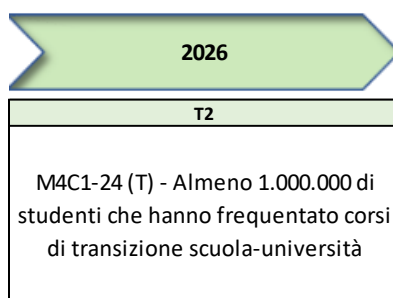 2026
T2
M4C1-24 (T) - Almeno 1.000.000 di
studenti che hanno frequentato corsi
di transizione scuola-università